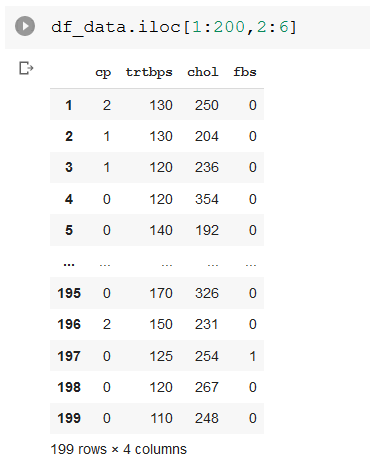 df_data.iloc[1:200,2:6]
cp trtbps chol fbs
1 2 130 250 0
2 1 130 204 0
3 1 120 236 0
4 0 120 354 0
5 0 140 192 0
... ... ... ... ...
195 0 170 326 0
196 2 150 231 0
197 0 125 254 1
198 0 120 267 0
199 0 110 248 0
199 rows × 4 columns